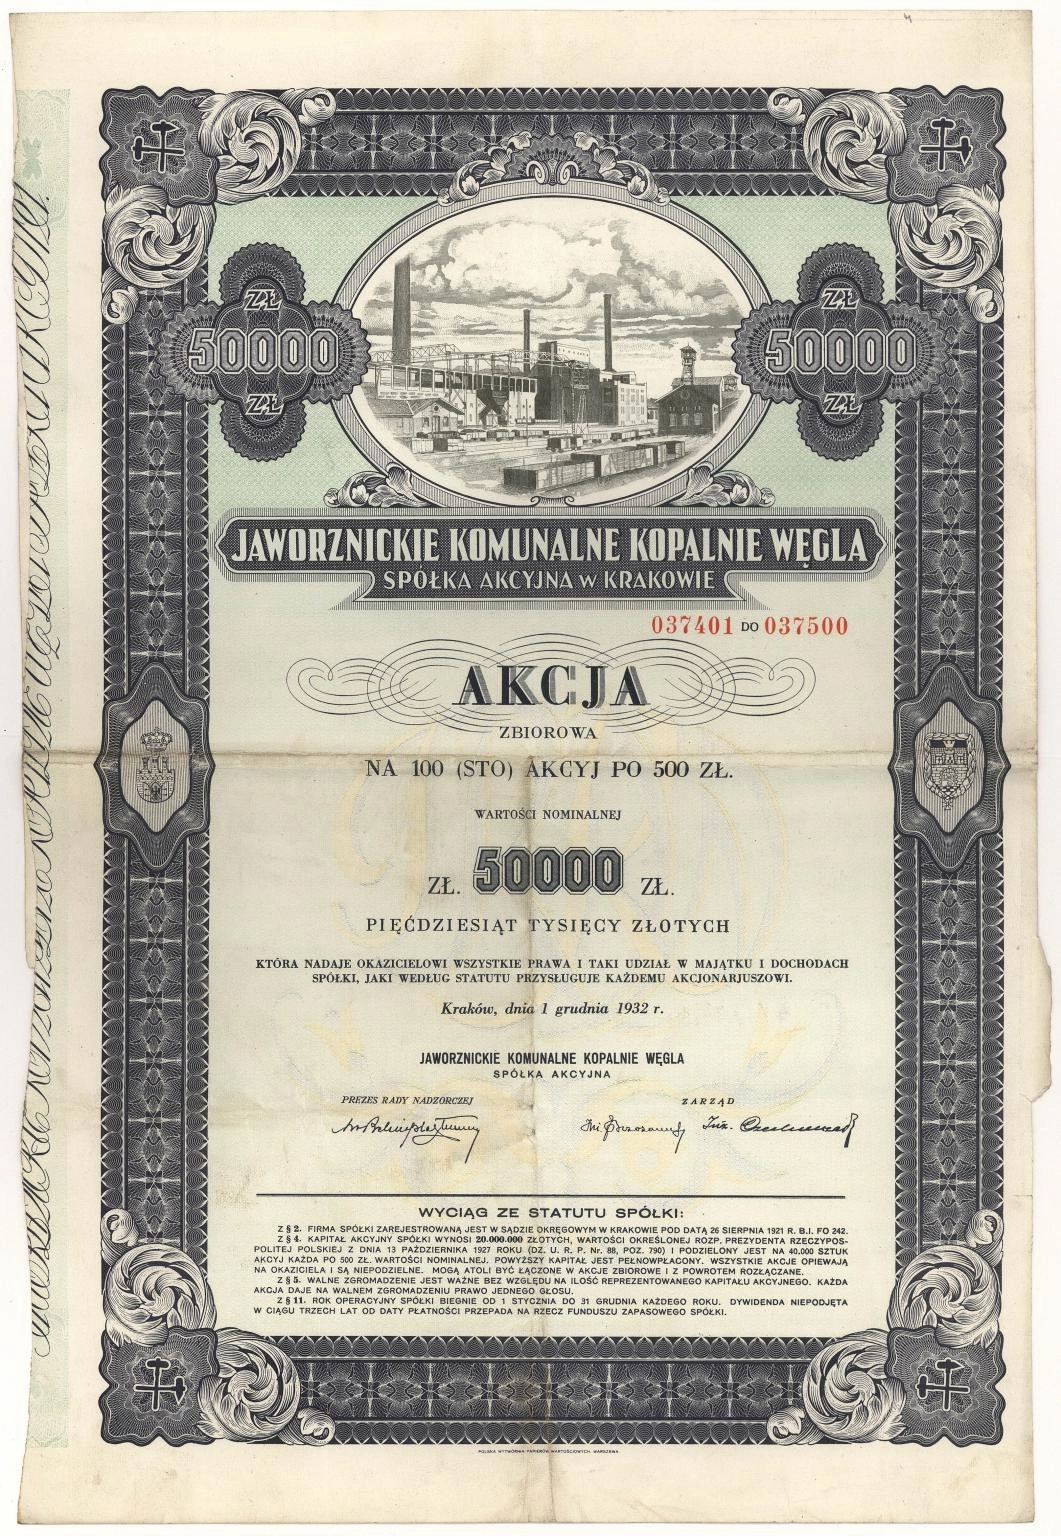 ZŁ
50000
ZŁ
ZŁ
50000
ZŁ
JAWORZNICKIE KOMUNALNE KOPALNIE WĘGLA
SPÓŁKA AKCYJNA W KRAKOWIE
037401 DO 037500
AKCJA
ZBIOROWA
NA 100 (STO) AKCYJ PO 500 ZŁ.
WARTOŚCI NOMINALNEJ
ZŁ. 50000 ZŁ.
PIĘĆDZIESIĄT TYSIĘCY ZŁOTYCH
KTÓRA NADAJE OKAZICIELOWI WSZYSTKIE PRAWA I TAKI UDZIAŁ W MAJĄTKU I DOCHODACH
SPÓŁKI, JAKI WEDŁUG STATUTU PRZYSŁUGUJE KAŻDEMU AKCJONARJUSZOWI.
Kraków, dnia 1 grudnia 1932 r.
JAWORZNICKIE KOMUNALNE KOPALNIE WĘGLA
SPÓŁKA AKCYJNA
PREZES RADY NADZORCZEJ
ZARZĄD
WYCIĄG ZE STATUTU SPÓŁKI:
Z § 2. FIRMA SPÓŁKI ZAREJESTROWANĄ JEST W SĄDZIE OKRĘGOWYM W KRAKOWIE POD DATĄ 26 SIERPNIA 1921 R. B.I. FO 242.
Z § 4. KAPITAŁ AKCYJNY SPÓŁKI WYNOSI 20.000.000 ZŁOTYCH, WARTOŚCI OKREŚLONEJ ROZP. PREZYDENTA RZECZYPOS-
POLITEJ POLSKIEJ Z DNIA 13 PAŹDZIERNIKA 1927 ROKU (DZ. U. R. P. Nr. 88, POZ. 790) I PODZIELONY JEST NA 40.000 SZTUK
AKCYJ KAŻDA PO 500 ZŁ. WARTOŚCI NOMINALNEJ. POWYŻSZY KAPITAŁ JEST PEŁNOWPŁACONY. WSZYSTKIE AKCJE OPIEWAJĄ
NA OKAZICIELA I SĄ NIEPODZIELNE. MOGĄ ATOLI BYĆ ŁĄCZONE W AKCJE ZBIOROWE I Z POWROTEM ROZŁĄCZANE.
Z § 5. WALNE ZGROMADZENIE JEST WAŻNE BEZ WZGLĘDU NA ILOŚĆ REPREZENTOWANEGO KAPITAŁU AKCYJNEGO. KAŻDA
AKCJA DAJE NA WALNEM ZGROMADZENIU PRAWO JEDNEGO GŁOSU.
Z § 11. ROK OPERACYJNY SPÓŁKI BIEGNIE OD 1 STYCZNIA DO 31 GRUDNIA KAŻDEGO ROKU. DYWIDENDA NIEPODJĘTA
W CIĄGU TRZECH LAT OD DATY PŁATNOŚCI PRZEPADA NA RZECZ FUNDUSZU ZAPASOWEGO SPÓŁKI.
POLSKA WYTWÓRNIA PAPIERÓW WARTOŚCIOWYCH. WARSZAWA